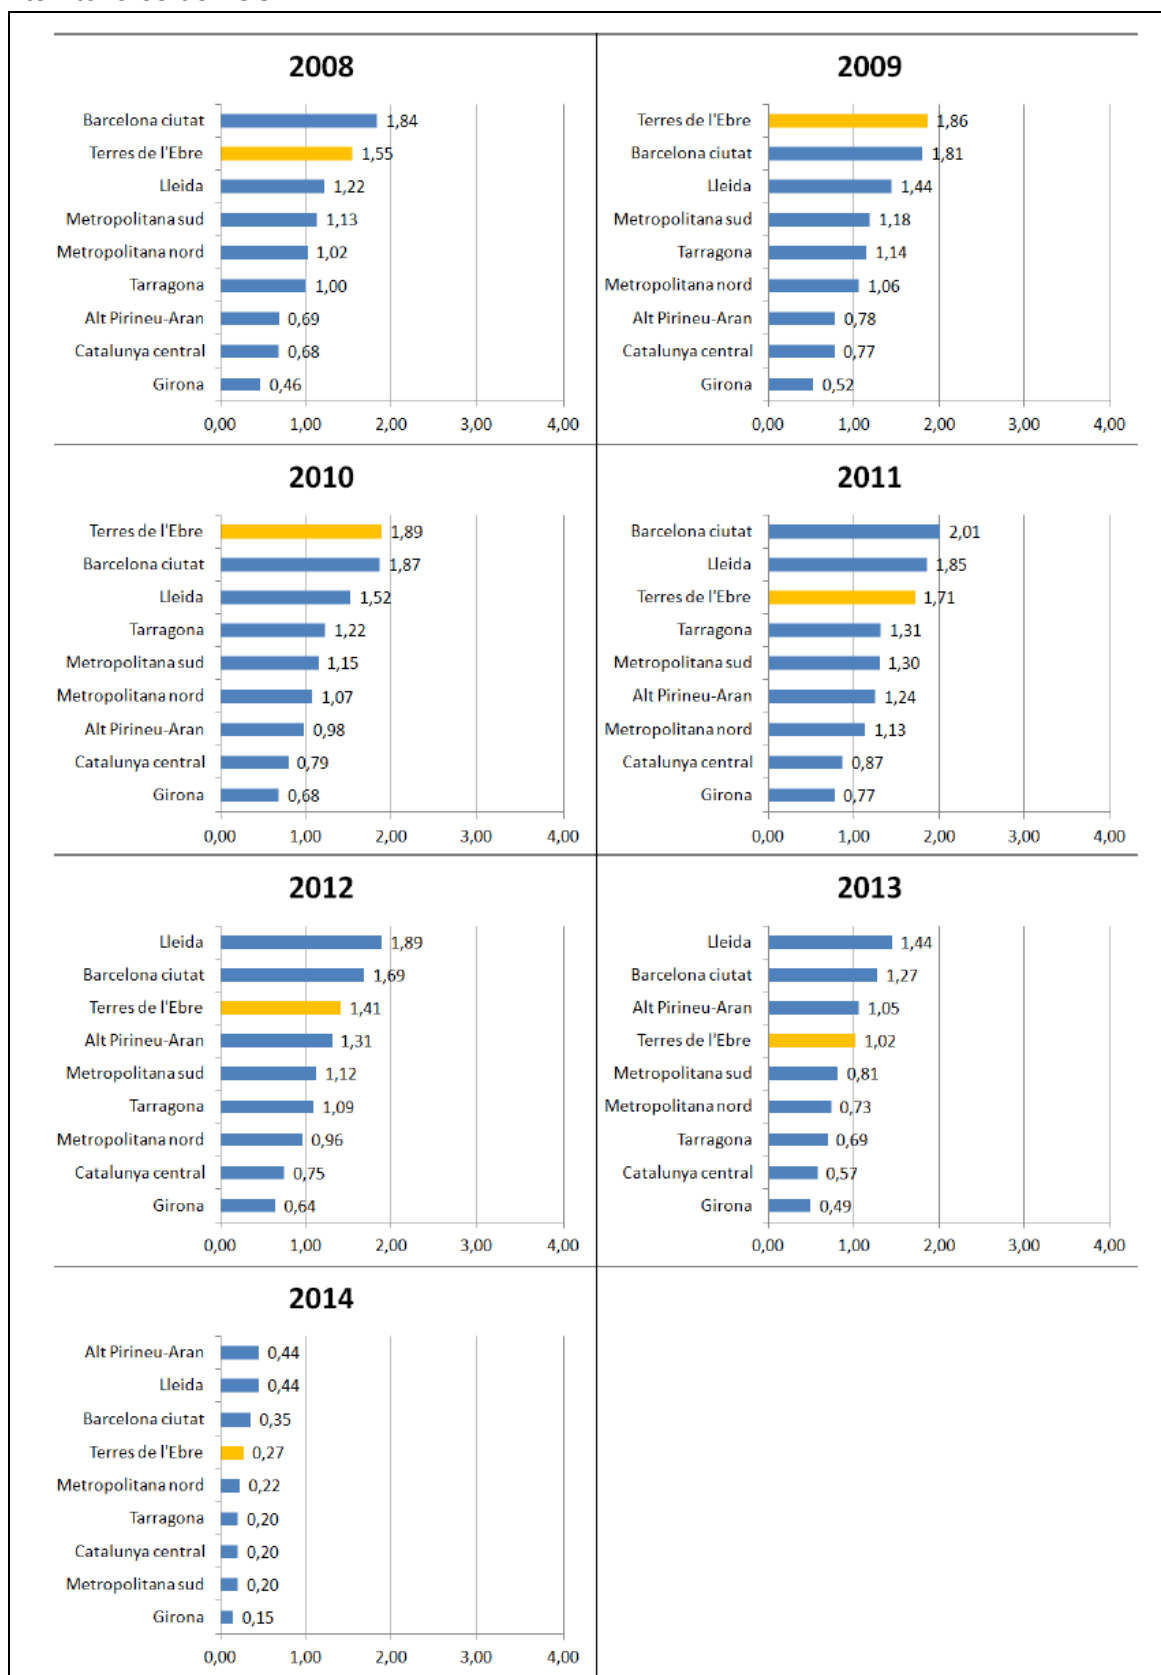 2008
Barcelona ciutat 1,84
Terres de l'Ebre 1,55
Lleida 1,22
Metropolitana sud 1,13
Metropolitana nord 1,02
Tarragona 1,00
Alt Pirineu-Aran 0,69
Catalunya central 0,68
Girona 0,46
0,00 1,00 2,00 3,00 4,00
2009
Terres de l'Ebre 1,86
Barcelona ciutat 1,81
Lleida 1,44
Metropolitana sud 1,18
Tarragona 1,14
Metropolitana nord 1,06
Alt Pirineu-Aran 0,78
Catalunya central 0,77
Girona 0,52
0,00 1,00 2,00 3,00 4,00
2010
Terres de l'Ebre 1,89
Barcelona ciutat 1,87
Lleida 1,52
Tarragona 1,22
Metropolitana sud 1,15
Metropolitana nord 1,07
Alt Pirineu-Aran 0,98
Catalunya central 0,79
Girona 0,68
0,00 1,00 2,00 3,00 4,00
2011
Barcelona ciutat 2,01
Lleida 1,85
Terres de l'Ebre 1,71
Tarragona 1,31
Metropolitana sud 1,30
Alt Pirineu-Aran 1,24
Metropolitana nord 1,13
Catalunya central 0,87
Girona 0,77
0,00 1,00 2,00 3,00 4,00
2012
Lleida 1,89
Barcelona ciutat 1,69
Terres de l'Ebre 1,41
Alt Pirineu-Aran 1,31
Metropolitana sud 1,12
Tarragona 1,09
Metropolitana nord 0,96
Catalunya central 0,75
Girona 0,64
0,00 1,00 2,00 3,00 4,00
2013
Lleida 1,44
Barcelona ciutat 1,27
Alt Pirineu-Aran 1,05
Terres de l'Ebre 1,02
Metropolitana sud 0,81
Metropolitana nord 0,73
Tarragona 0,69
Catalunya central 0,57
Girona 0,49
0,00 1,00 2,00 3,00 4,00
2014
Alt Pirineu-Aran 0,44
Lleida 0,44
Barcelona ciutat 0,35
Terres de l'Ebre 0,27
Metropolitana nord 0,22
Tarragona 0,20
Catalunya central 0,20
Metropolitana sud 0,20
Girona 0,15
0,00 1,00 2,00 3,00 4,00